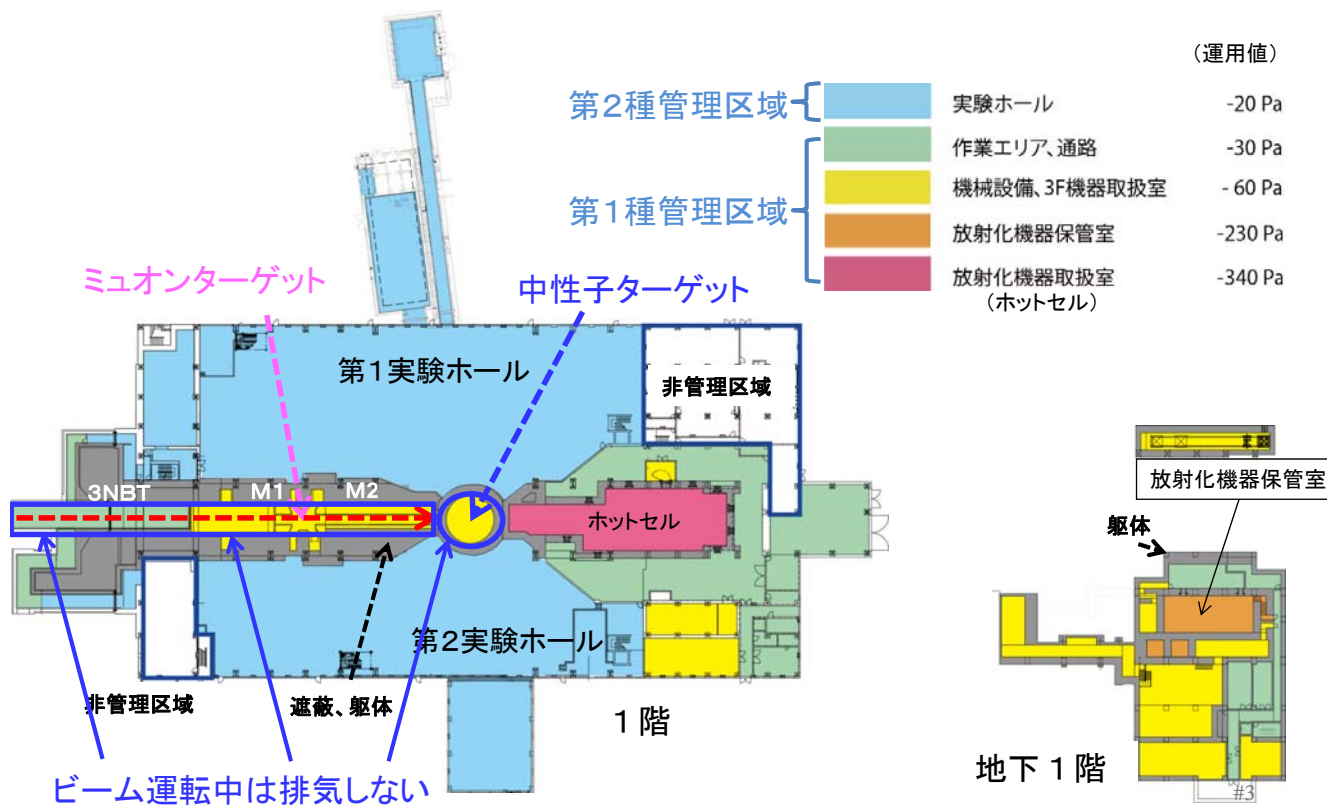 （運用値）
第２種管理区域
実験ホール
-20 Pa
作業エリア、通路
-30 Pa
第１種管理区域
機械設備、3F機器取扱室
- 60 Pa
放射化機器保管室
-230 Pa
放射化機器取扱室
-340 Pa
（ホットセル）
ミュオンターゲット
中性子ターゲット
第１実験ホール
非管理区域
3NBT
M1
M2
ホットセル
第２実験ホール
非管理区域
遮蔽、躯体
１階
ビーム運転中は排気しない
放射化機器保管室
躯体
地下１階
#3